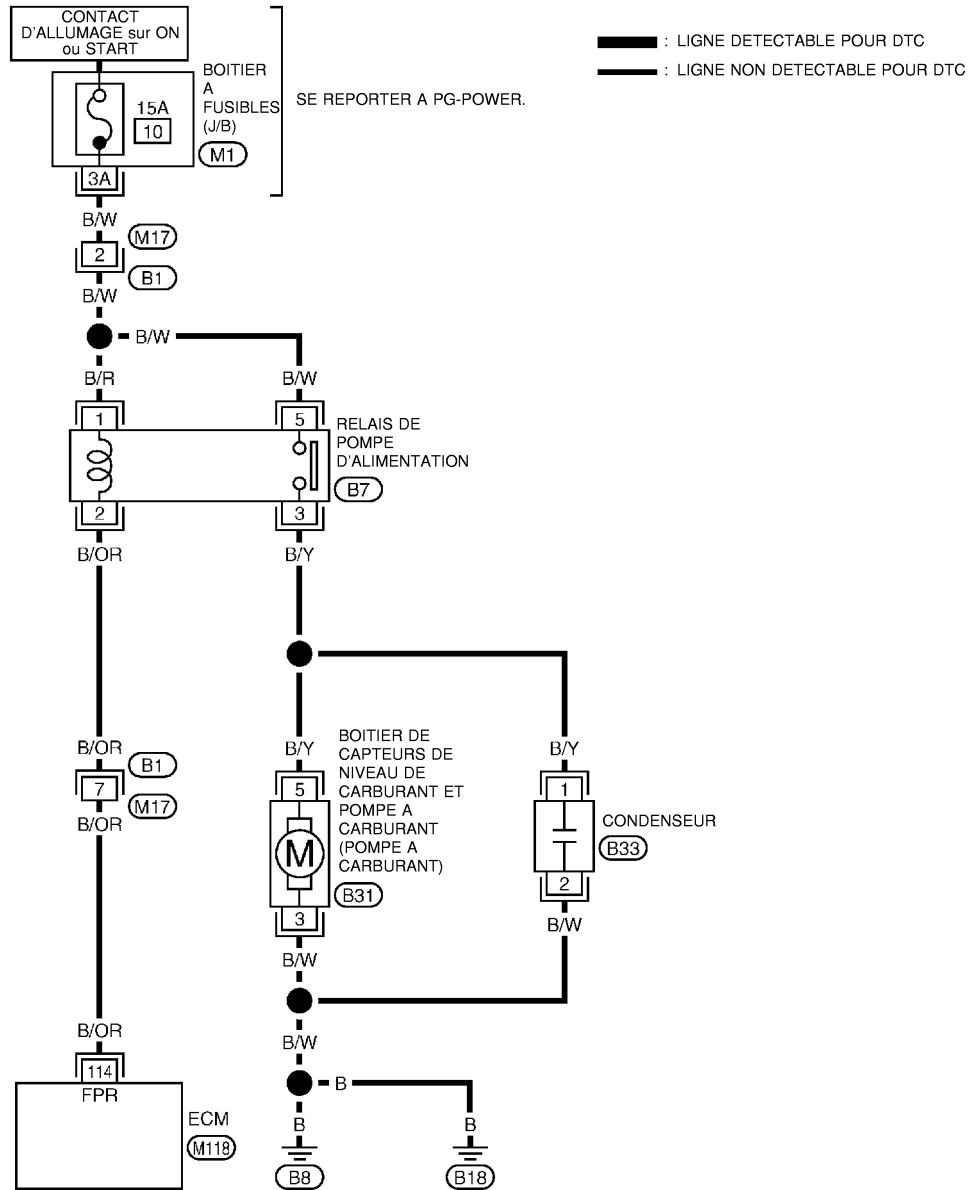 CONTACT
D'ALLUMAGE sur ON
ou START
: LIGNE DETECTABLE POUR DTC
: LIGNE NON DETECTABLE POUR DTC
BOITIER
A
FUSIBLES
(J/B)
M1
15A
10
SE REPORTER A PG-POWER.
3A
B/W
M17
2
B1
B/W
B/W
B/R
B/W
1
5
RELAIS DE
POMPE
D'ALIMENTATION
B7
2
3
B/OR
B/Y
B/OR
B1
7
M17
B/OR
B/Y
BOITIER DE
CAPTEURS DE
NIVEAU DE
CARBURANT ET
POMPE A
CARBURANT
(POMPE A
CARBURANT)
B31
5
M
3
B/Y
1
CONDENSEUR
B33
2
B/W
B/W
B/W
B/OR
114
FPR
ECM
M118
B
B
B
B8
B18